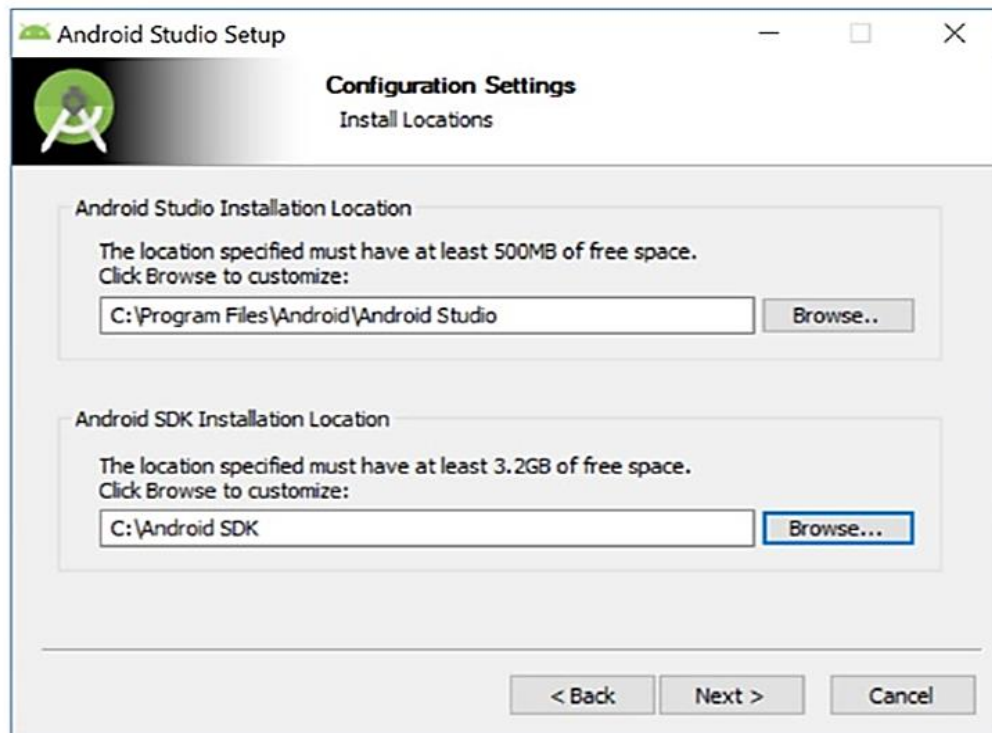 Android Studio Setup
Configuration Settings
Install Locations
Android Studio Installation Location
The location specified must have at least 500MB of free space.
Click Browse to customize:
C:\Program Files\Android\Android Studio
Browse..
Android SDK Installation Location
The location specified must have at least 3.2GB of free space.
Click Browse to customize:
C:\Android SDK
Browse...
< Back
Next >
Cancel